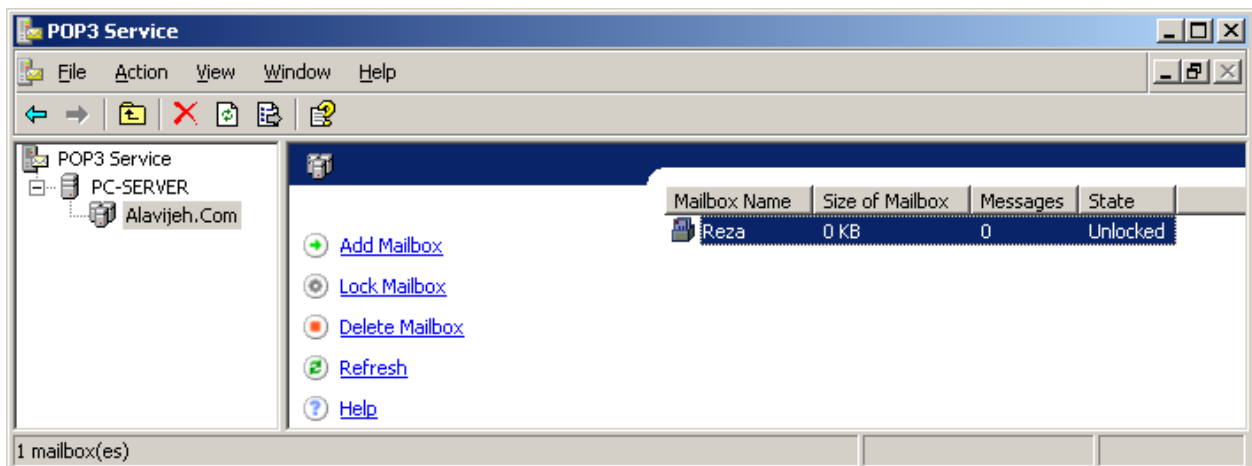 POP3 Service
File Action View Window Help
POP3 Service
PC-SERVER
Alavijeh.Com
Mailbox Name Size of Mailbox Messages State
Reza 0 KB 0 Unlocked
Add Mailbox
Lock Mailbox
Delete Mailbox
Refresh
Help
1 mailbox(es)